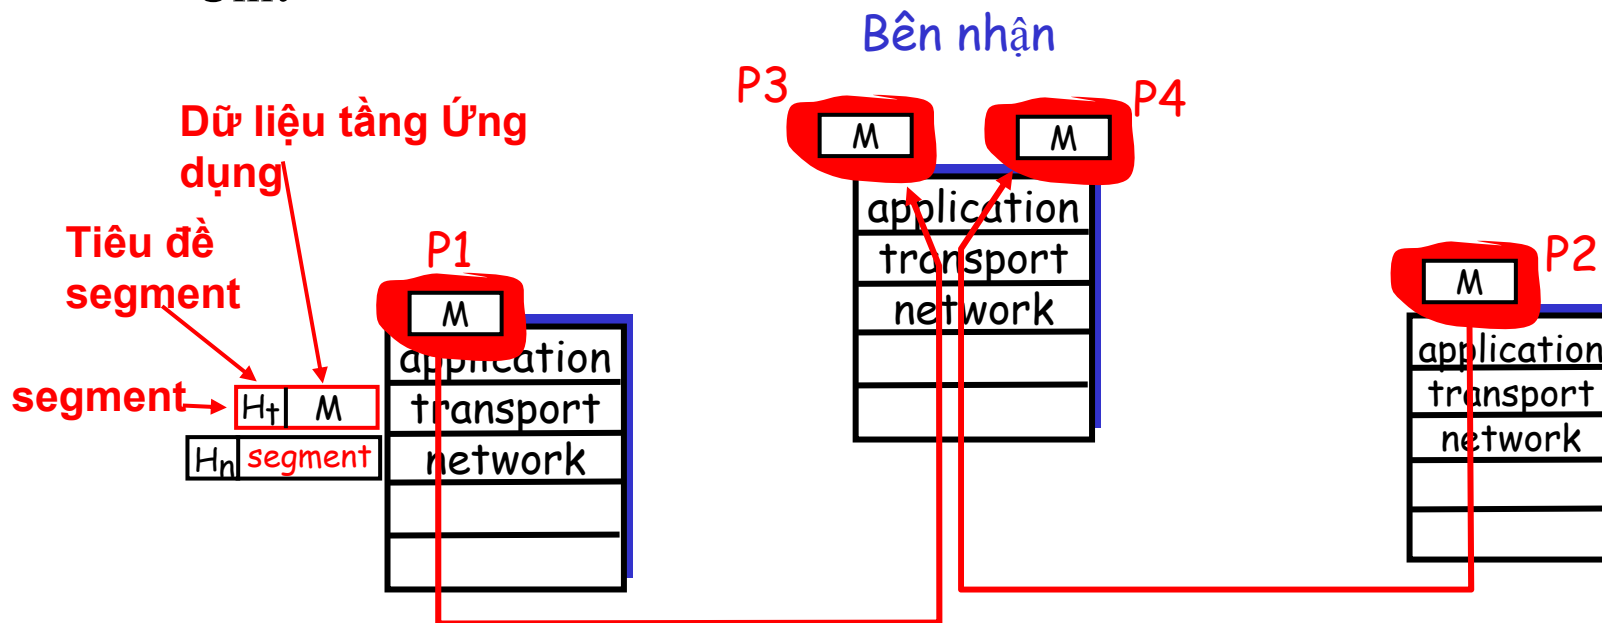 Bên nhận
P3
P4
M
M
Dữ liệu tầng Ứng
dụng
application
transport
network
Tiêu đề
segment
P1
M
application
transport
network
segment
Ht M
Hn segment
P2
M
application
transport
network